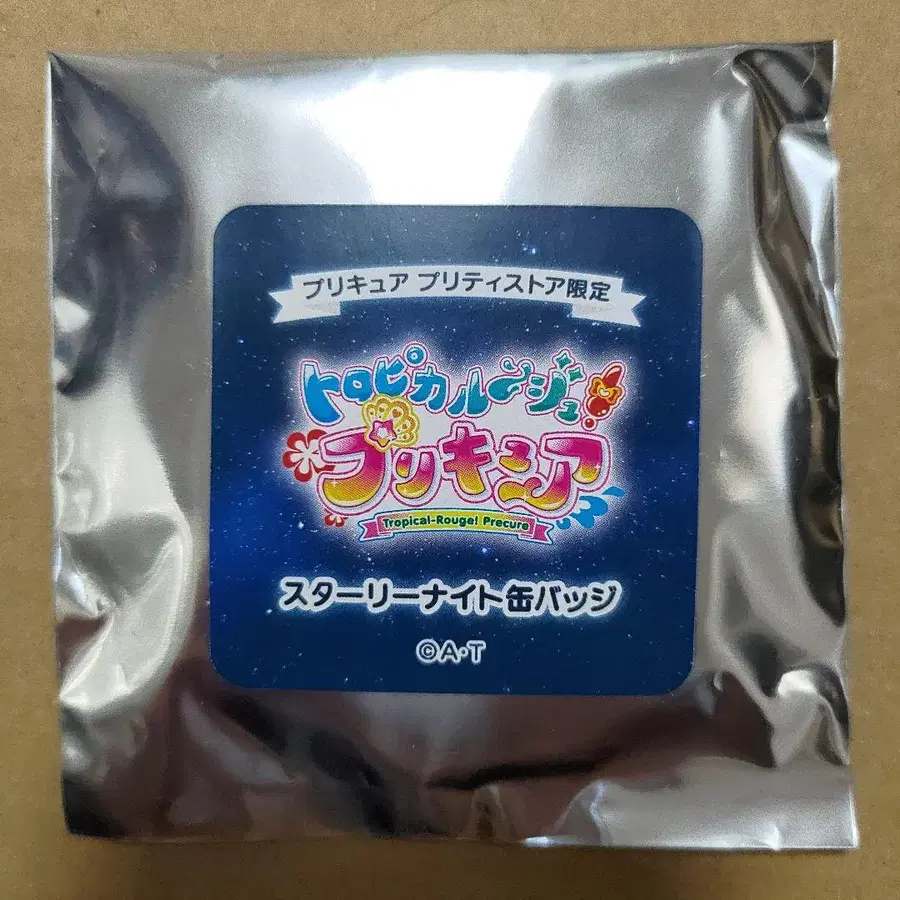 プリキュア プリティストア限定
トロピカル〜ジュ!
プリキュア
Tropical-Rouge! Precure
スターリーナイト缶バッジ
©A・T